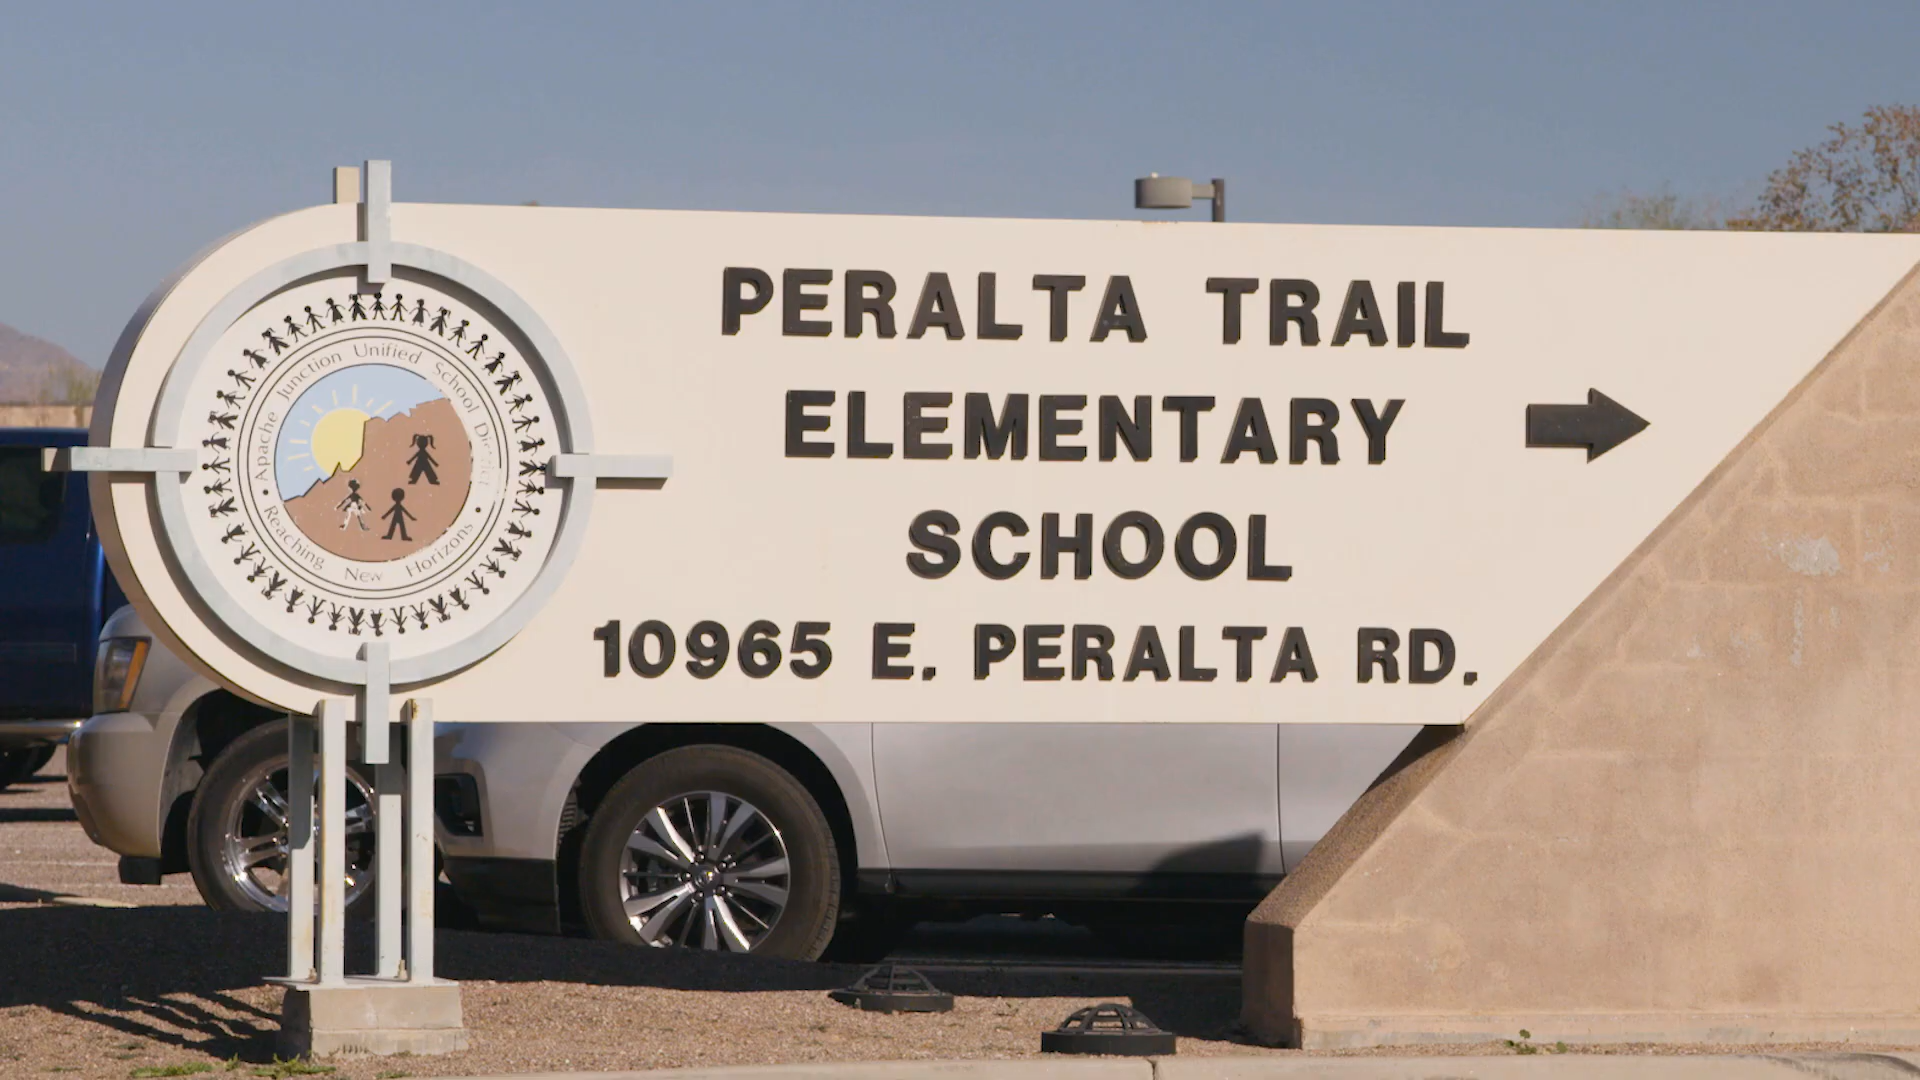 PERALTA TRAIL
ELEMENTARY
SCHOOL
10965 E. PERALTA RD.
• Apache Junction Unified School District •
Reaching New Horizons